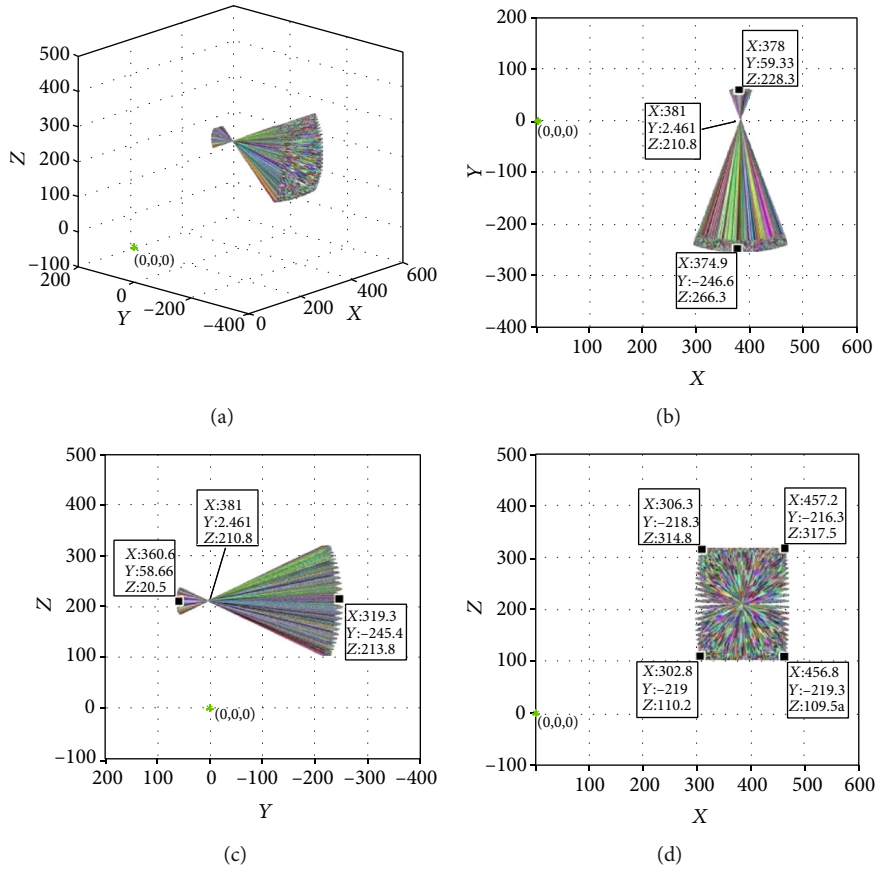 500
400
300
200
100
0
−100
Z
200
0
−200
−400
Y
0
200
400
600
X
(0,0,0)
(a)
200
100
0
−100
−200
−300
−400
Y
100
200
300
400
500
600
X
(0,0,0)
X:378
Y:59.33
Z:228.3
X:381
Y:2.461
Z:210.8
X:374.9
Y:−246.6
Z:266.3
(b)
500
400
300
200
100
0
−100
Z
200
100
0
−100
−200
−300
−400
Y
X:381
Y:2.461
Z:210.8
X:360.6
Y:58.66
Z:20.5
X:319.3
Y:−245.4
Z:213.8
(0,0,0)
(c)
500
400
300
200
100
0
−100
Z
100
200
300
400
500
600
X
X:306.3
Y:−218.3
Z:314.8
X:457.2
Y:−216.3
Z:317.5
X:302.8
Y:−219
Z:110.2
X:456.8
Y:−219.3
Z:109.5a
(0,0,0)
(d)